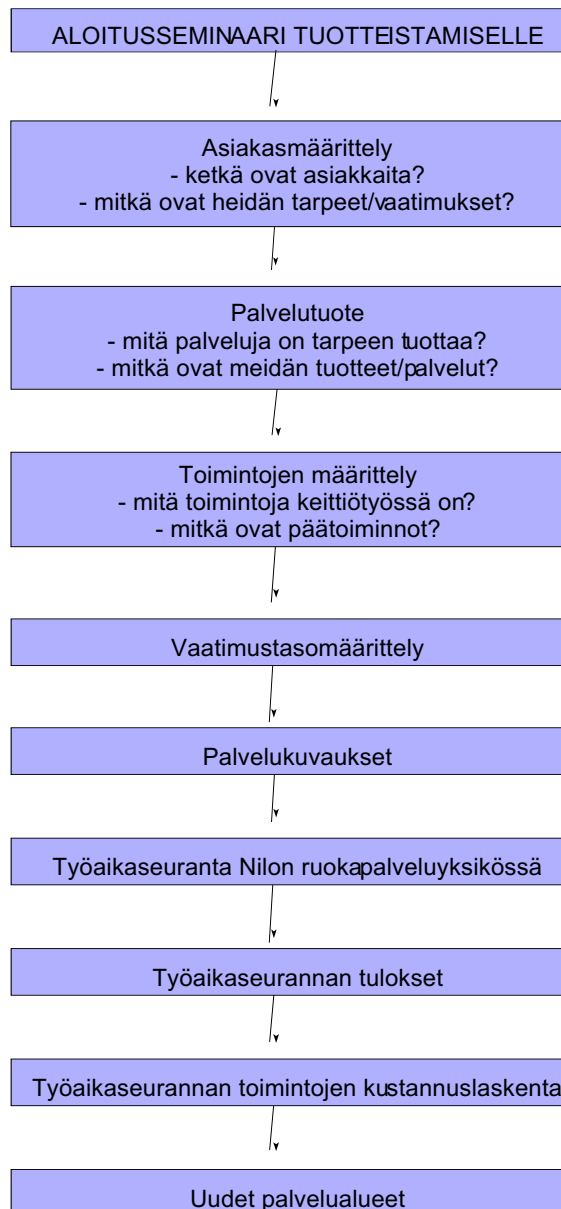 ALOITUSSEMINAARI TUOTTEISTAMISELLE
Asiakasmäärittely
- ketkä ovat asiakkaita?
- mitkä ovat heidän tarpeet/vaatimukset?
Palvelutuote
- mitä palveluja on tarpeen tuottaa?
- mitkä ovat meidän tuotteet/palvelut?
Toimintojen määrittely
- mitä toimintoja keittiötyössä on?
- mitkä ovat päätoiminnot?
Vaatimustasomäärittely
Palvelukuvaukset
Työaikaseuranta Nilon ruokapalveluyksikössä
Työaikaseurannan tulokset
Työaikaseurannan toimintojen kustannuslaskenta
Uudet palvelualueet